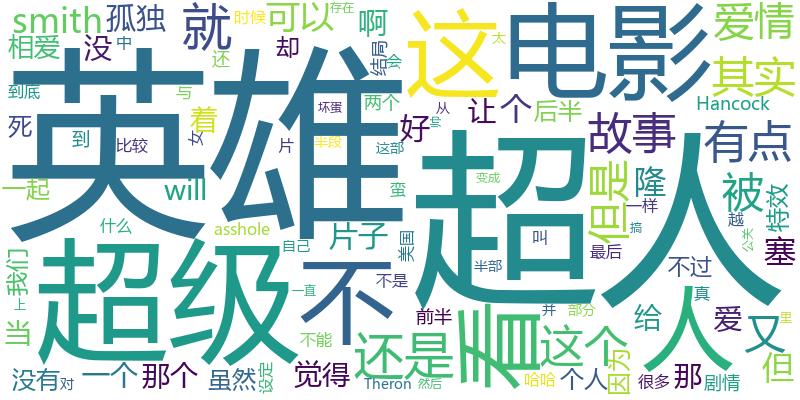 smith
孤独
就
可以
啊
这
电影
爱情
时候
存在
太
相爱
没
中
还
却
结局
会
其实
英雄
到底
写
两个
从
Hancock
死
到
比较
女
着
坏蛋
片
半段
好
这部
让
个
后半
故事
有点
一起
will
超人
蛮
变成
但是
隆
被
特效
一样
越
公关
搞
塞
什么
asshole
片子
美国
叫
最后
我们
上
超级
自己
一直
不
不是
半部
不过
真
当
不能
前半
看
并
部分
给
人
爱
又
里
没有
对
一个
那个
虽然
设定
觉得
Theron
然后
还是
哈哈
这个
个人
因为
很多
那
剧情
但